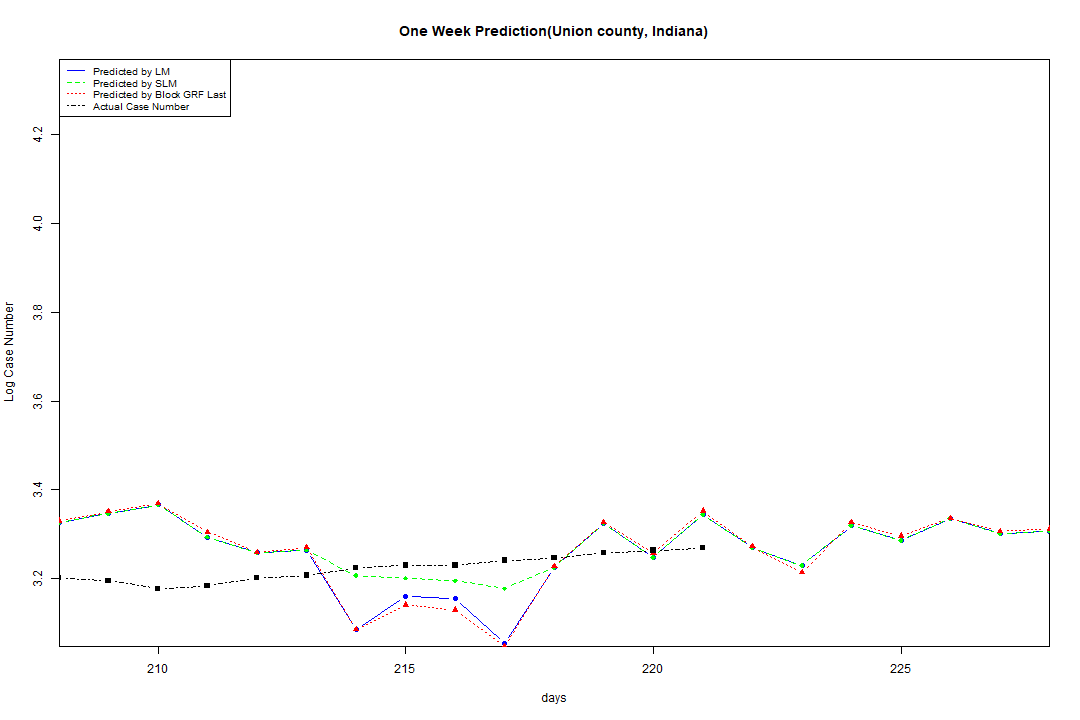 One Week Prediction(Union county, Indiana)
Predicted by LM
Predicted by SLM
Predicted by Block GRF Last
Actual Case Number
4.2
4.0
3.8
3.6
3.4
3.2
Log Case Number
210 215 220 225
days